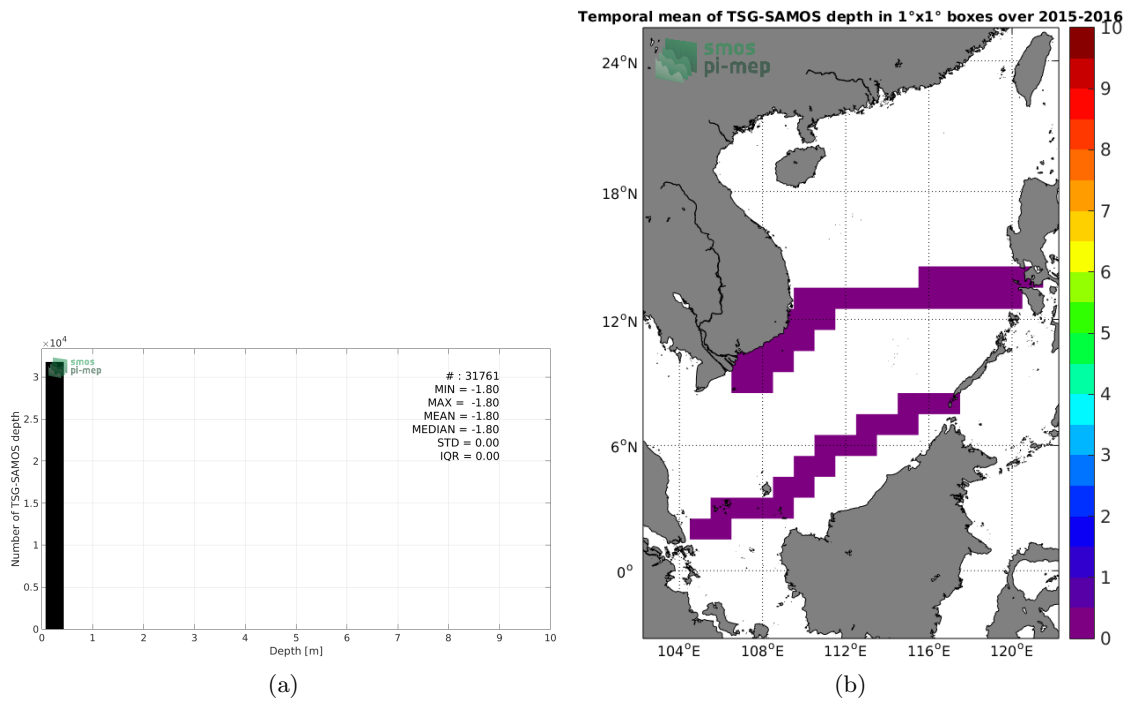 Temporal mean of TSG-SAMOS depth in 1°x1° boxes over 2015-2016
smos
pi-mep
24°N
18°N
12°N
6°N
0°
104°E
108°E
112°E
116°E
120°E
10
9
8
7
6
5
4
3
2
1
0
×10⁴
smos
pi-mep
# : 31761
MIN = -1.80
MAX = -1.80
MEAN = -1.80
MEDIAN = -1.80
STD = 0.00
IQR = 0.00
Number of TSG-SAMOS depth
3
2.5
2
1.5
1
0.5
0
0 1 2 3 4 5 6 7 8 9 10
Depth [m]
(a)
(b)